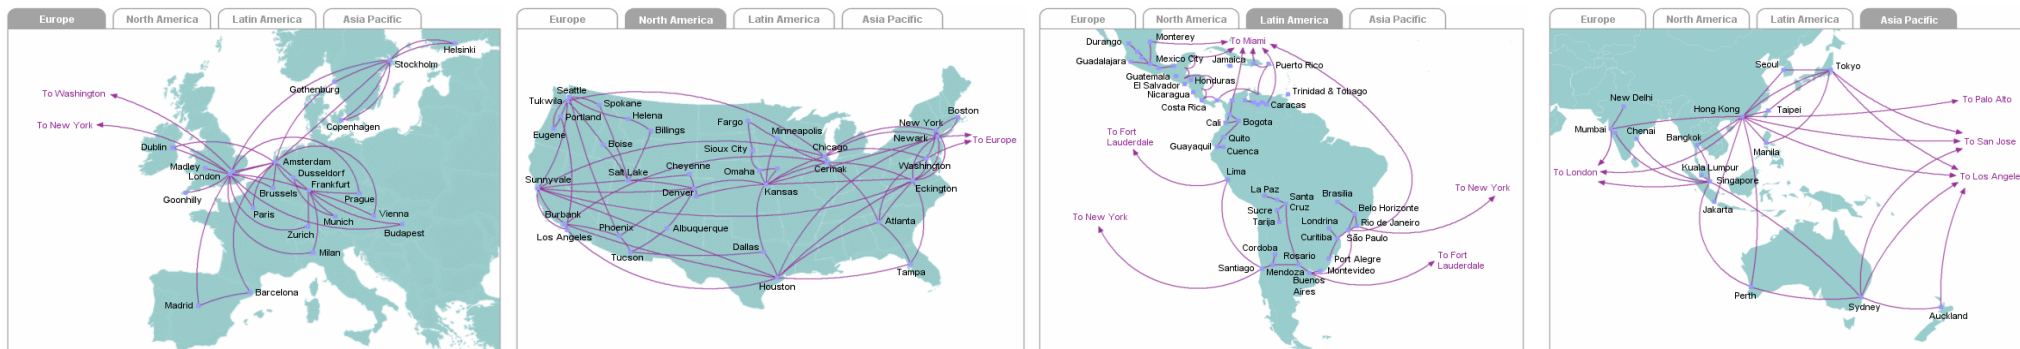 Europe
North America
Latin America
Asia Pacific
Helsinki
Stockholm
Gothenburg
To Washington
To New York
Copenhagen
Dublin
Amsterdam
Madley
Dusseldorf
London
Frankfurt
Brussels
Goonhilly
Prague
Paris
Vienna
Munich
Zurich
Budapest
Milan
Barcelona
Madrid
Europe
North America
Latin America
Asia Pacific
Seattle
Tukwila
Spokane
Portland
Helena
Boston
Fargo
New York
Eugene
Billings
Minneapolis
Newark
To Europe
Boise
Sioux City
Chicago
Cheyenne
Washington
Salt Lake
Omaha
Cermak
Sunnyvale
Denver
Kansas
Eckington
Burbank
Atlanta
Phoenix
Albuquerque
Los Angeles
Dallas
Tucson
Tampa
Houston
Europe
North America
Latin America
Asia Pacific
Monterey
Durango
To Miami
Guadalajara
Mexico City
Jamaica
Puerto Rico
Guatemala
Honduras
El Salvador
Nicaragua
Trinidad & Tobago
Costa Rica
Caracas
Cali
Bogota
To Fort
Lauderdale
Quito
Guayaquil
Cuenca
Lima
La Paz
Santa
Cruz
Brasilia
To New York
Sucre
Belo Horizonte
To New York
Tarija
Londrina
Rio de Janeiro
Curitiba
São Paulo
Cordoba
Rosario
Port Alegre
To Fort
Lauderdale
Santiago
Mendoza
Montevideo
Buenos
Aires
Europe
North America
Latin America
Asia Pacific
Seoul
Tokyo
New Delhi
To Palo Alto
Hong Kong
Taipei
Mumbai
Chenai
Bangkok
To San Jose
Manila
To London
Kuala Lumpur
Singapore
To Los Angele
Jakarta
Perth
Sydney
Auckland